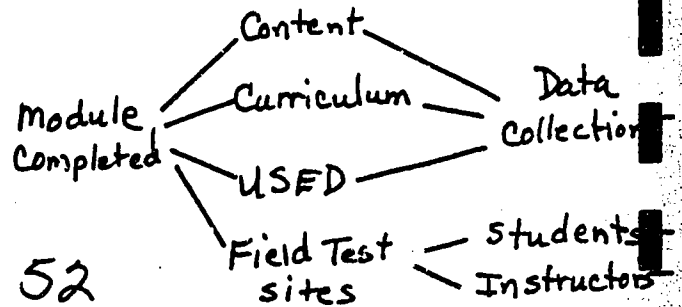 Content
Curriculum
Module
Completed
USED
Data
Collection
Field Test
sites
Students
Instructors
52